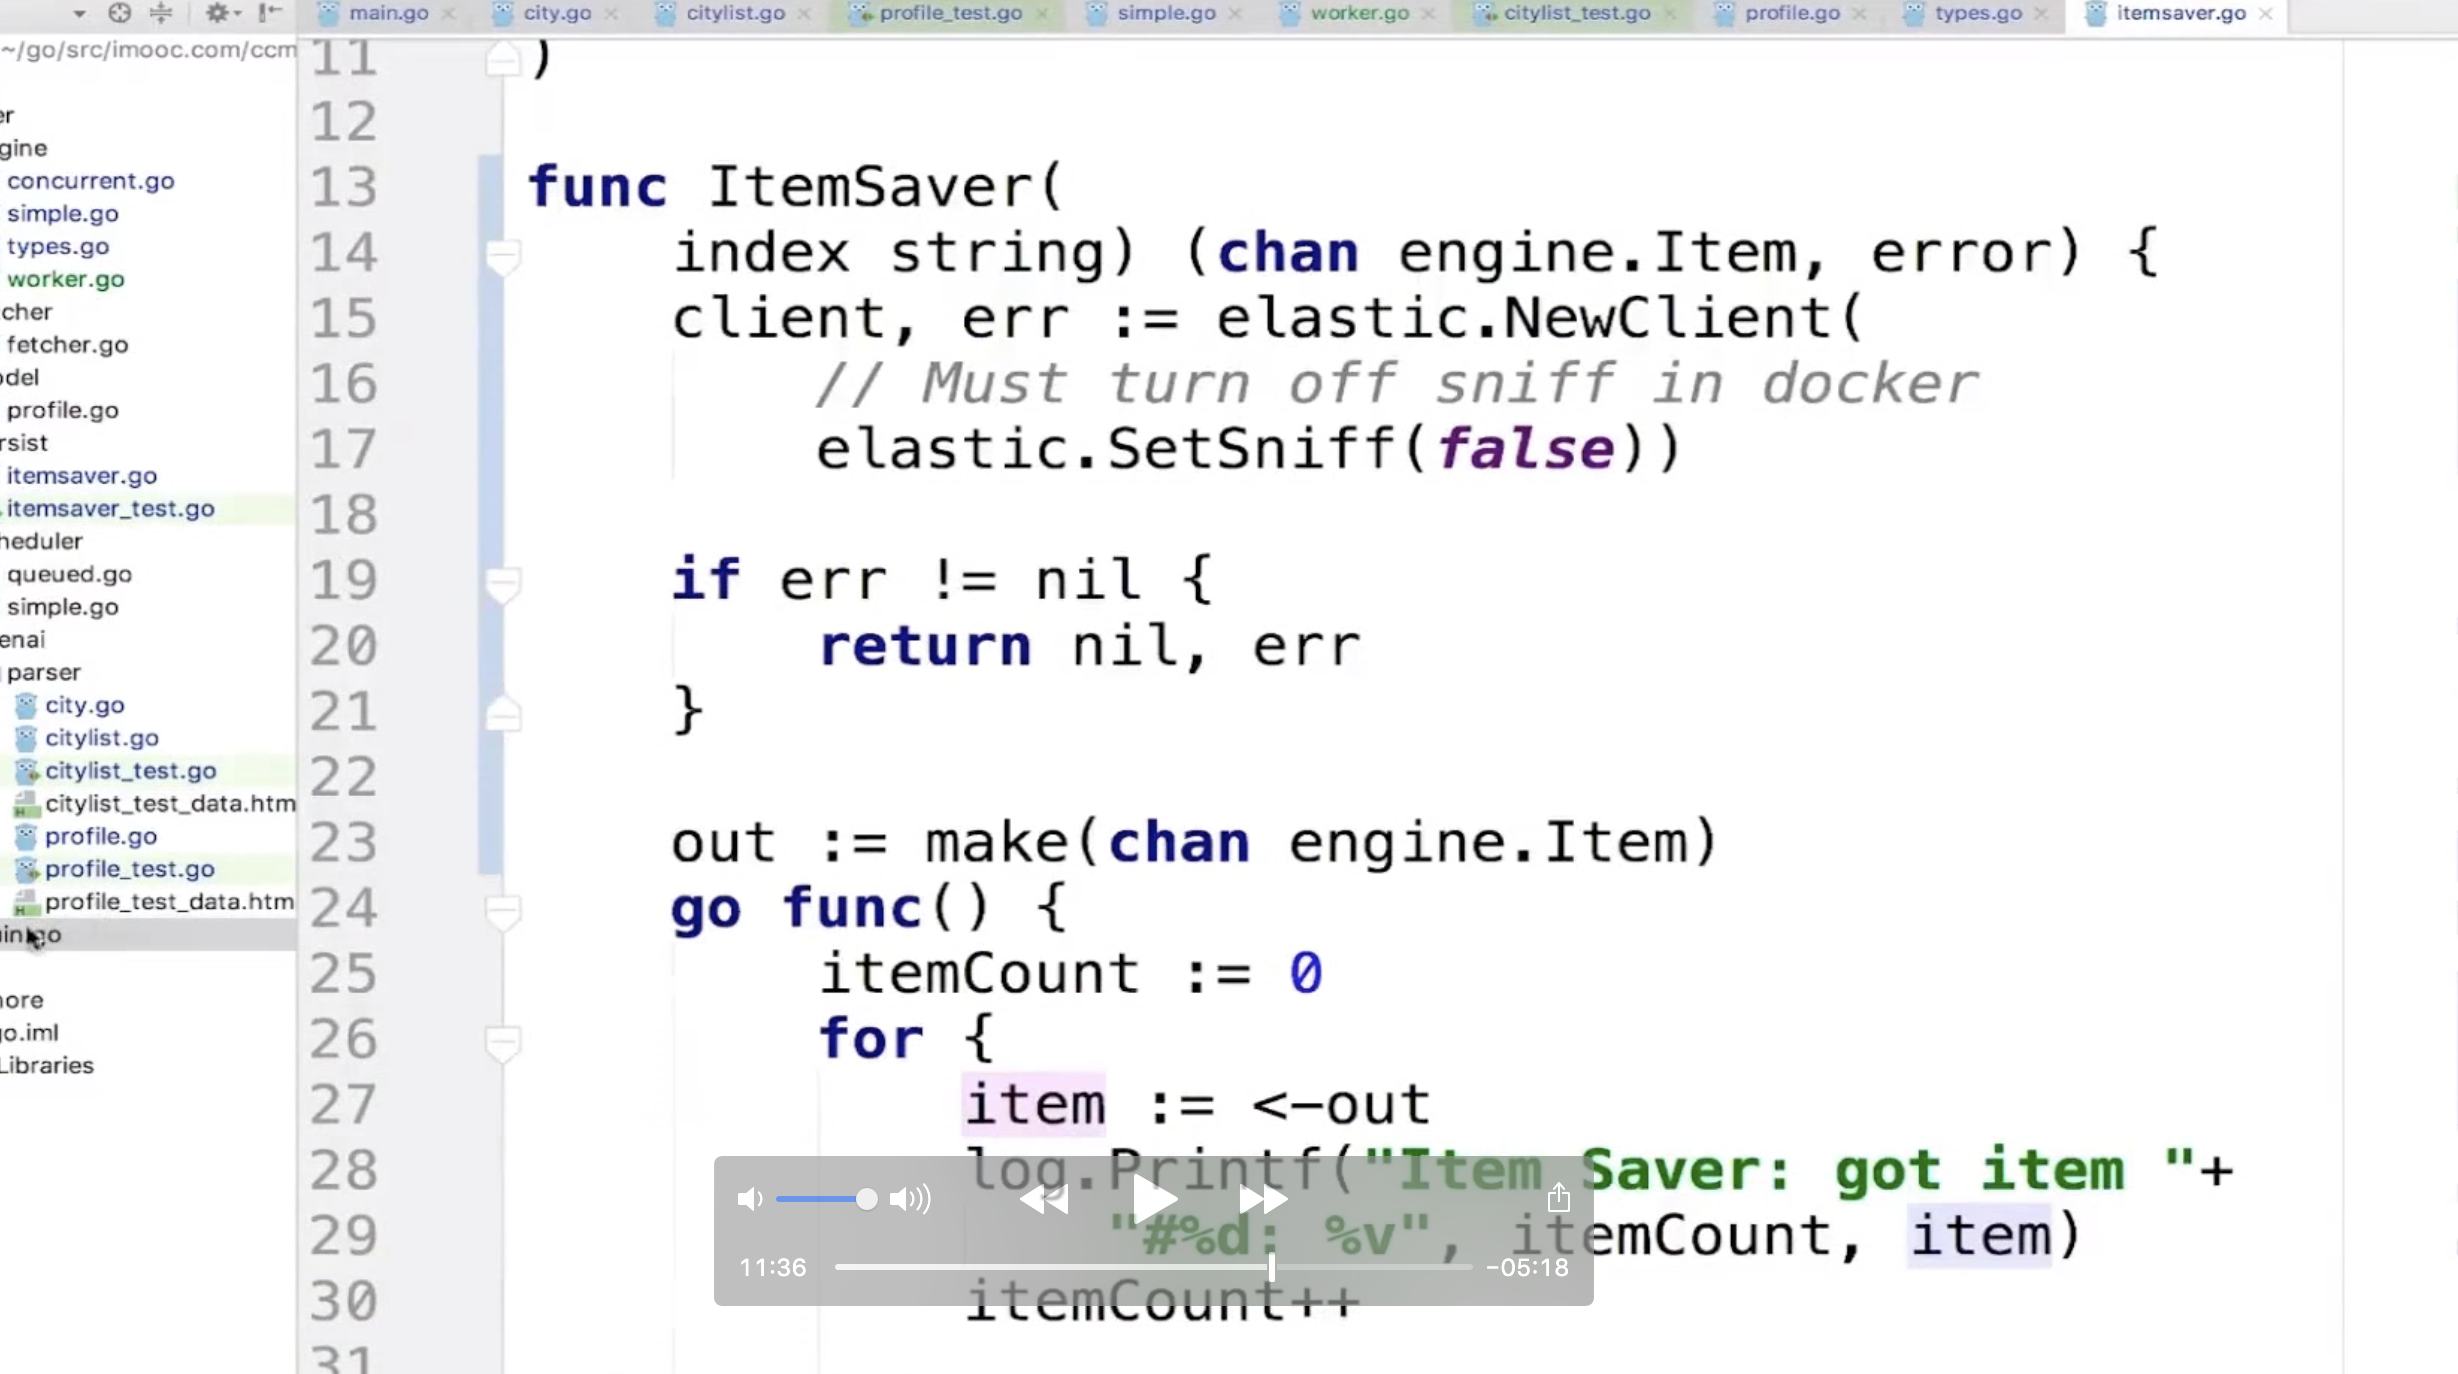 main.go city.go citylist.go profile_test.go simple.go worker.go citylist_test.go profile.go types.go itemsaver.go
~/go/src/imooc.com/ccm
er
gine
concurrent.go
simple.go
types.go
worker.go
cher
fetcher.go
odel
profile.go
rsist
itemsaver.go
itemsaver_test.go
heduler
queued.go
simple.go
enai
parser
city.go
citylist.go
citylist_test.go
citylist_test_data.htm
profile.go
profile_test.go
profile_test_data.htm
in.go
nore
go.iml
Libraries
11 )
12
13 func ItemSaver(
14 index string) (chan engine.Item, error) {
15 client, err := elastic.NewClient(
16 // Must turn off sniff in docker
17 elastic.SetSniff(false))
18
19 if err != nil {
20 return nil, err
21 }
22
23 out := make(chan engine.Item)
24 go func() {
25 itemCount := 0
26 for {
27 item := <-out
28 log.Printf("Item Saver: got item "+
29 "#%d: %v", itemCount, item)
30 itemCount++
31
11:36
-05:18